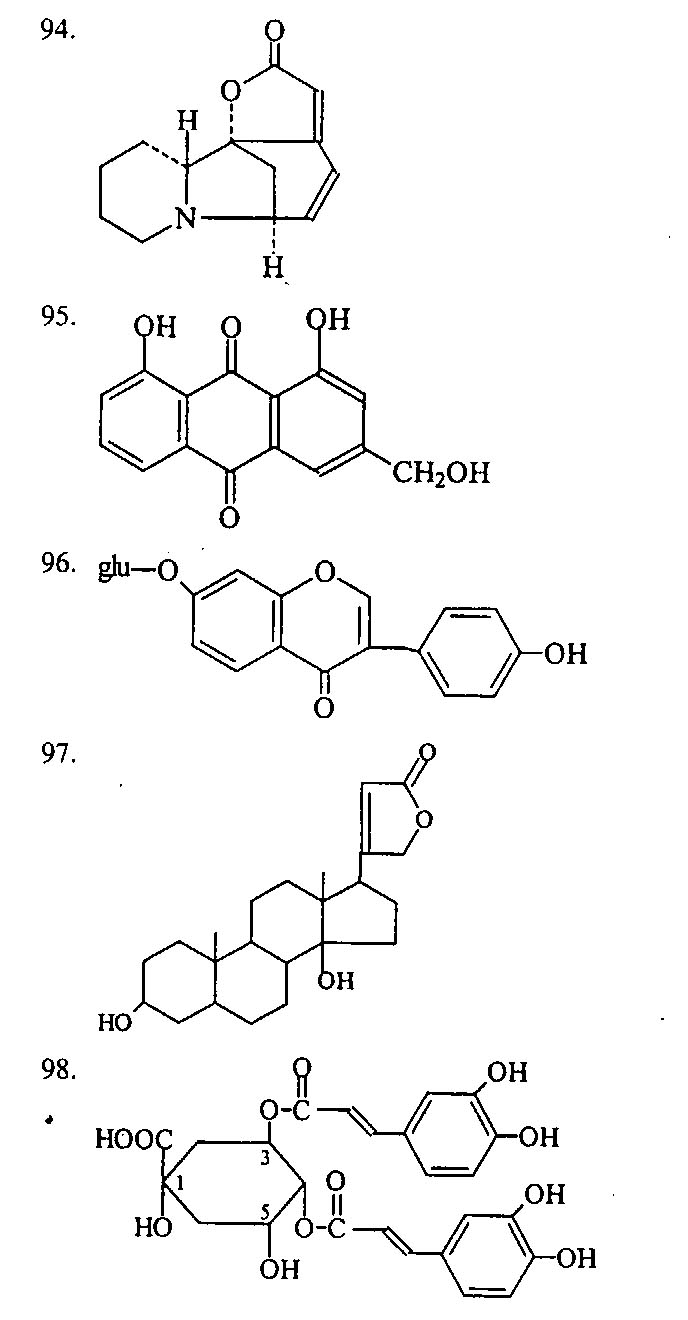 94.
O
O
H
N
H
95.
OH O OH
CH₂OH
O
96. glu—O O
OH
O
97.
O
O
OH
HO
98.
O OH
O-C
HOOC OH
3
1 O OH
5
HO O-C OH
OH